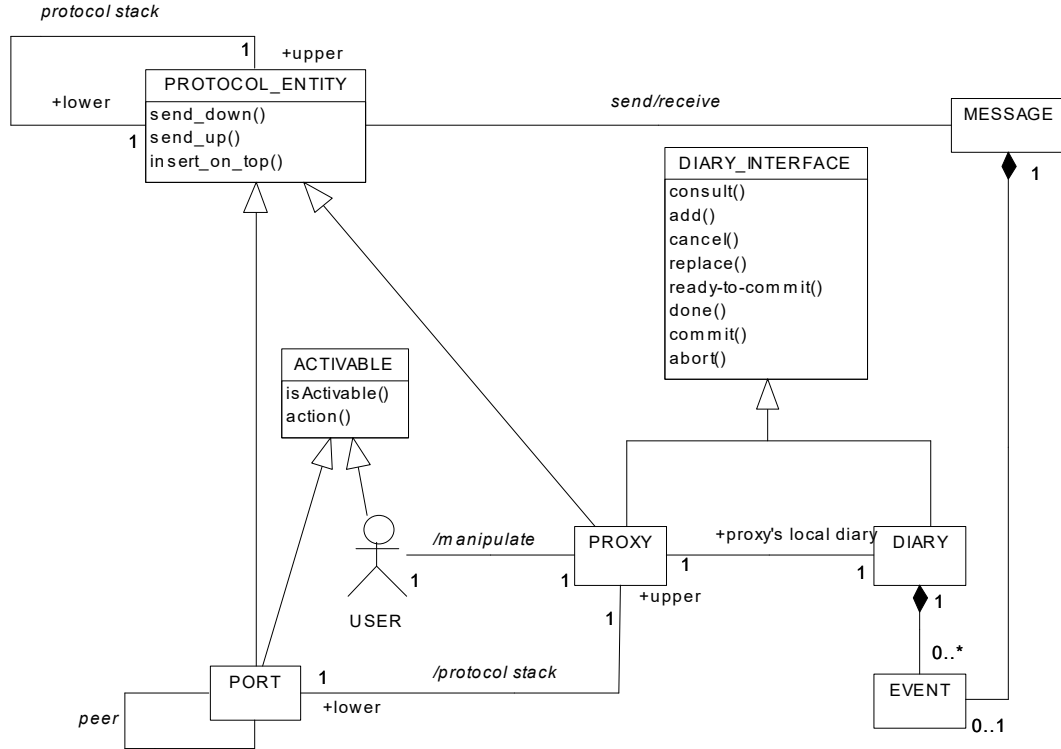 protocol stack
1
+upper
PROTOCOL_ENTITY
+lower
1
send_down()
send_up()
insert_on_top()
send/receive
MESSAGE
1
DIARY_INTERFACE
consult()
add()
cancel()
replace()
ready-to-commit()
done()
commit()
abort()
ACTIVABLE
isActivable()
action()
/manipulate
1
1
USER
PROXY
+proxy's local diary
1
1
DIARY
+upper
1
1
0..*
EVENT
0..1
/protocol stack
1
+lower
PORT
peer